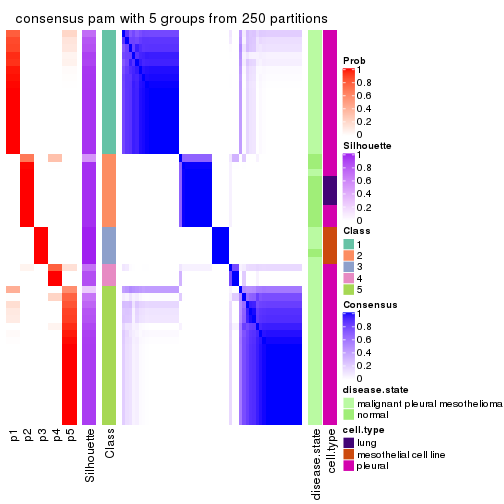 consensus pam with 5 groups from 250 partitions
Prob
1
0.8
0.6
0.4
0.2
0
Silhouette
1
0.8
0.6
0.4
0.2
0
Class
1
2
3
4
5
Consensus
1
0.8
0.6
0.4
0.2
0
disease.state
malignant pleural mesothelioma
normal
cell.type
lung
mesothelial cell line
pleural
p1
p2
p3
p4
p5
Silhouette
Class
disease.state
cell.type